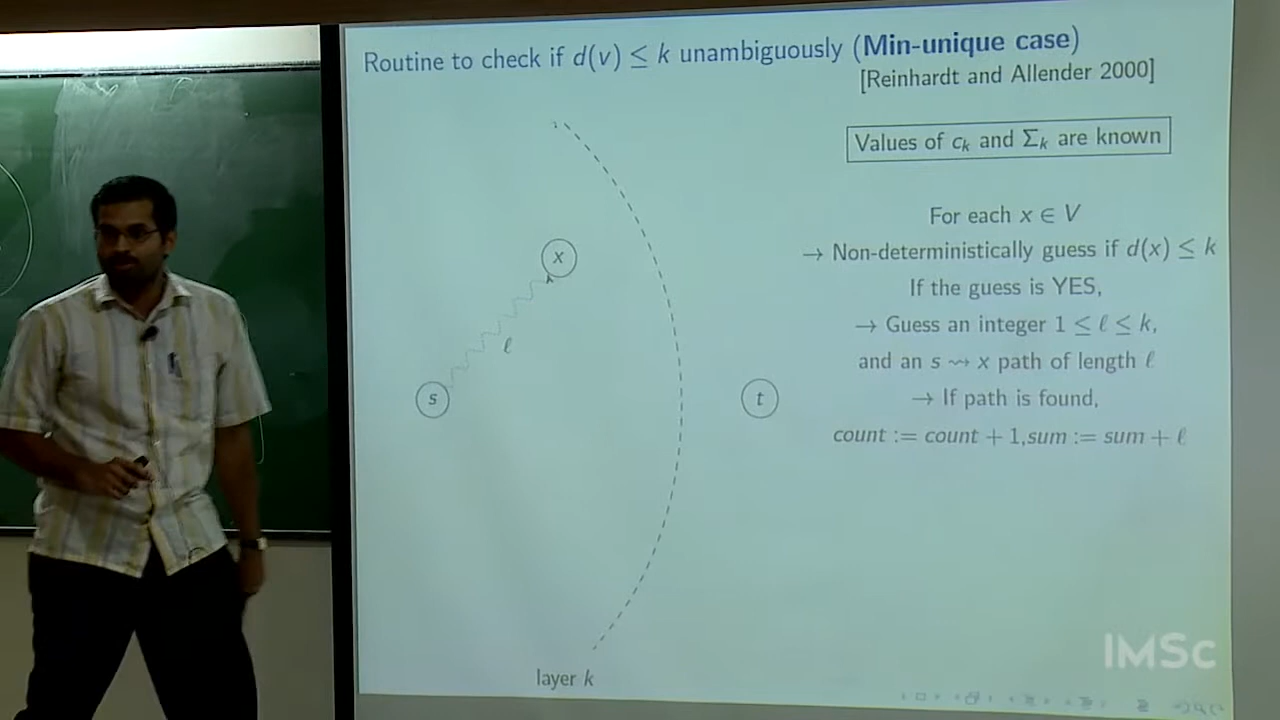 Routine to check if d(v) ≤ k unambiguously (Min-unique case)
[Reinhardt and Allender 2000]
Values of cₖ and Σₖ are known
For each x ∈ V
→ Non-deterministically guess if d(x) ≤ k
If the guess is YES,
→ Guess an integer 1 ≤ ℓ ≤ k,
and an s ⇝ x path of length ℓ
→ If path is found,
count := count + 1,sum := sum + ℓ
x
ℓ
s
t
layer k
IMSc